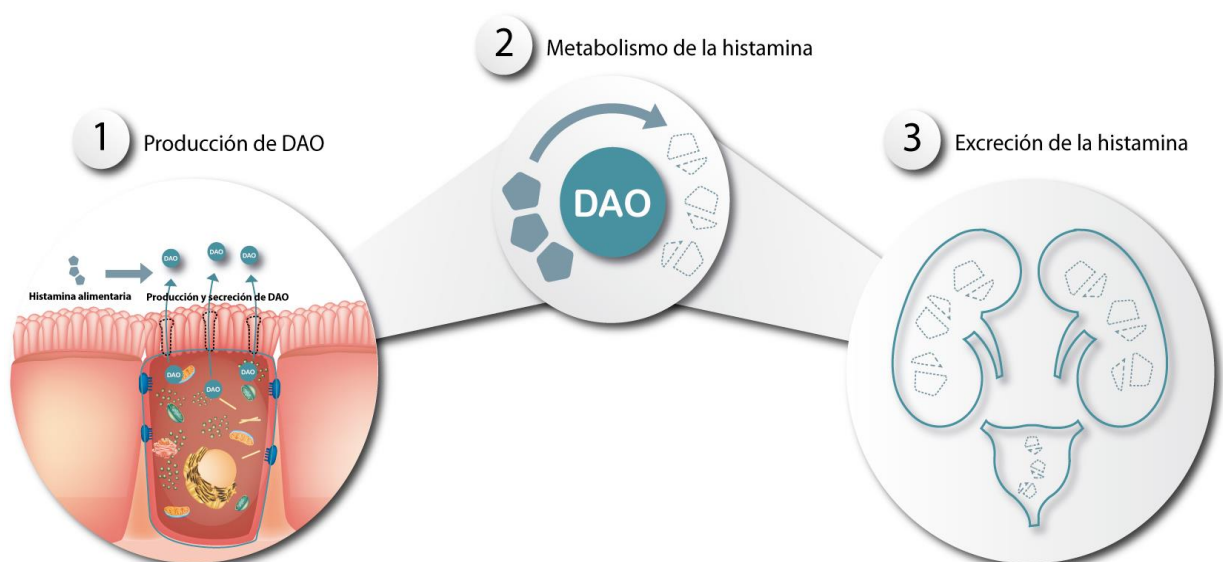 1 Producción de DAO
Histamina alimentaria
DAO
DAO
DAO
Producción y secreción de DAO
DAO
DAO
DAO
2 Metabolismo de la histamina
DAO
3 Excreción de la histamina